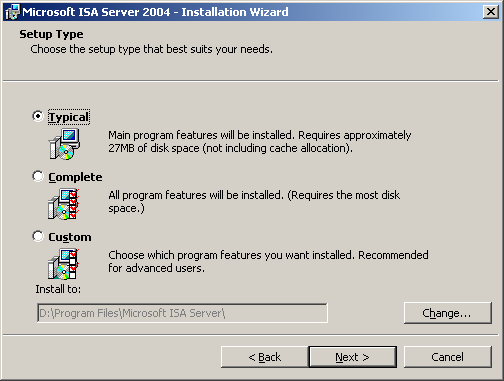 Microsoft ISA Server 2004 - Installation Wizard
Setup Type
Choose the setup type that best suits your needs.
Typical
Main program features will be installed. Requires approximately
27MB of disk space (not including cache allocation).
Complete
All program features will be installed. (Requires the most disk
space.)
Custom
Choose which program features you want installed. Recommended
for advanced users.
Install to:
D:\Program Files\Microsoft ISA Server\
Change...
< Back
Next >
Cancel